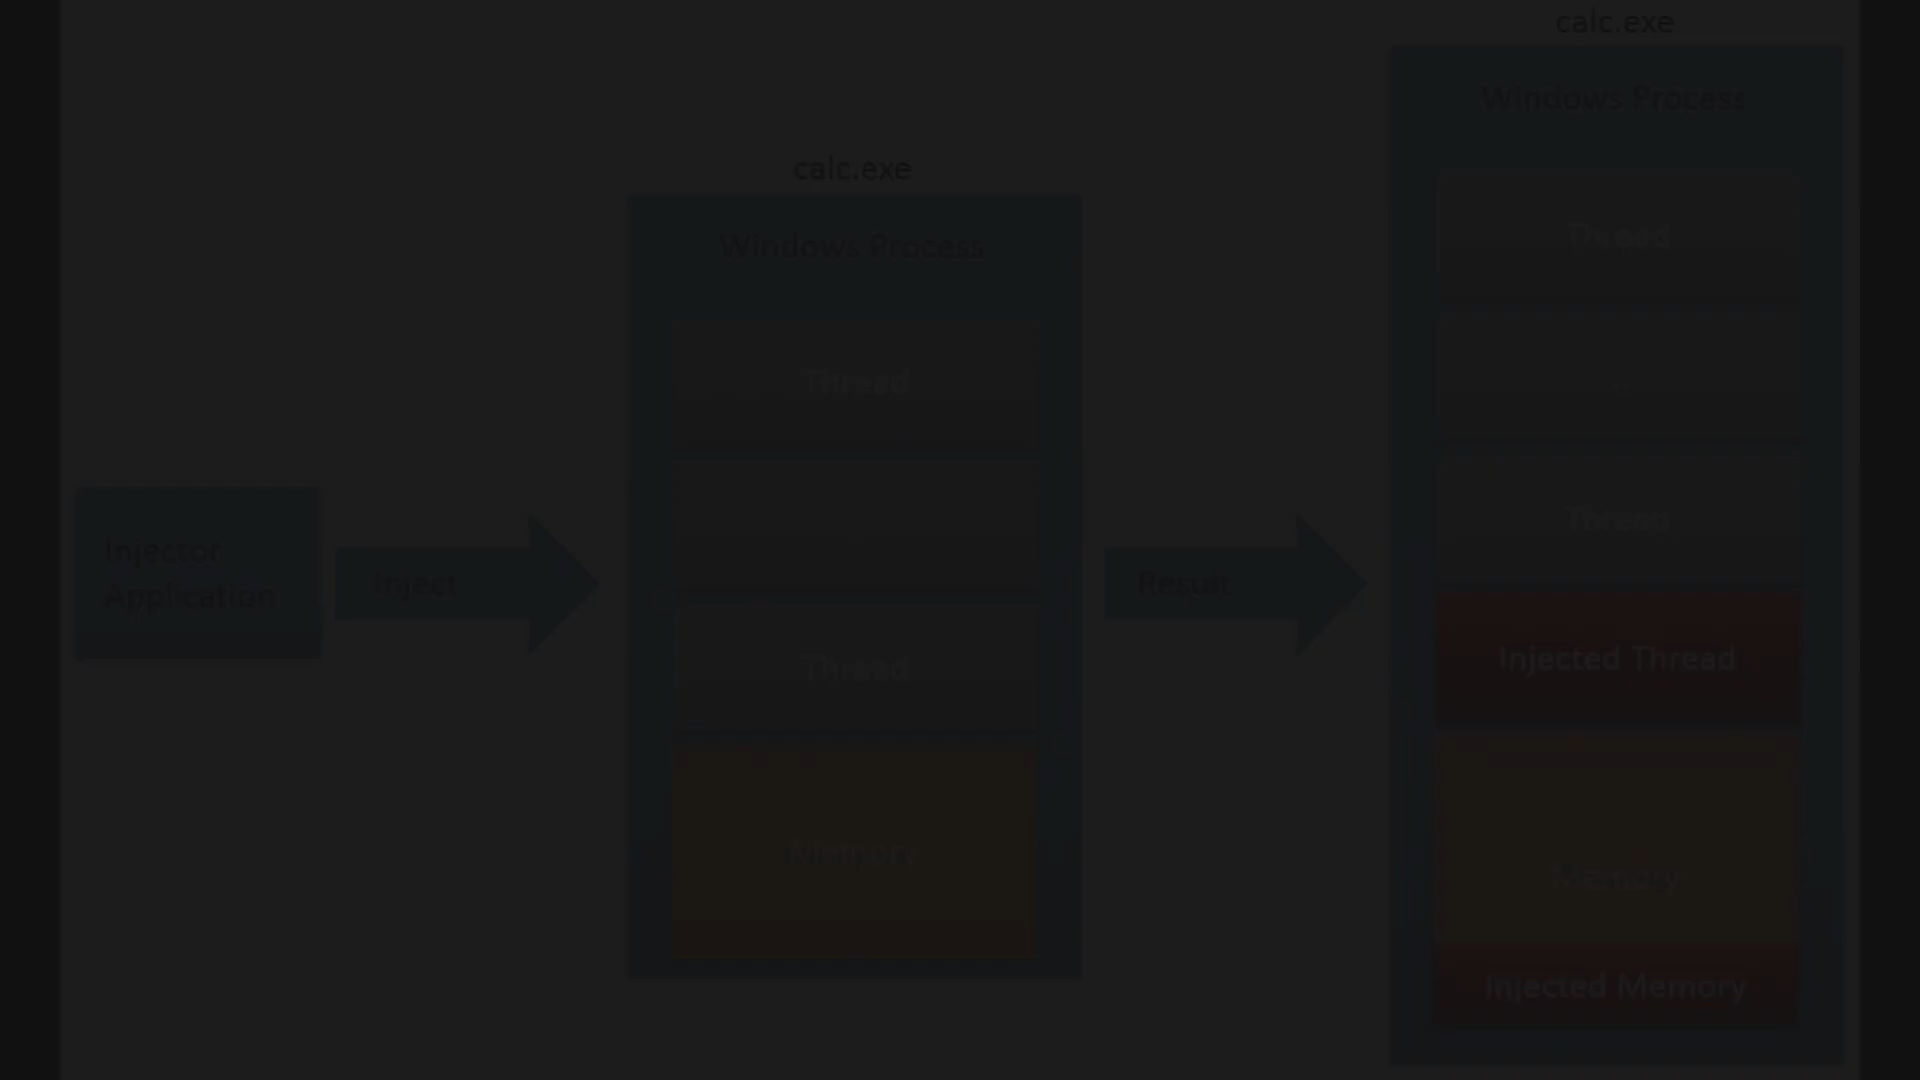 Injector
Application
Inject
calc.exe
Windows Process
Thread
Thread
Memory
Result
calc.exe
Windows Process
Thread
Thread
Injected Thread
Memory
Injected Memory